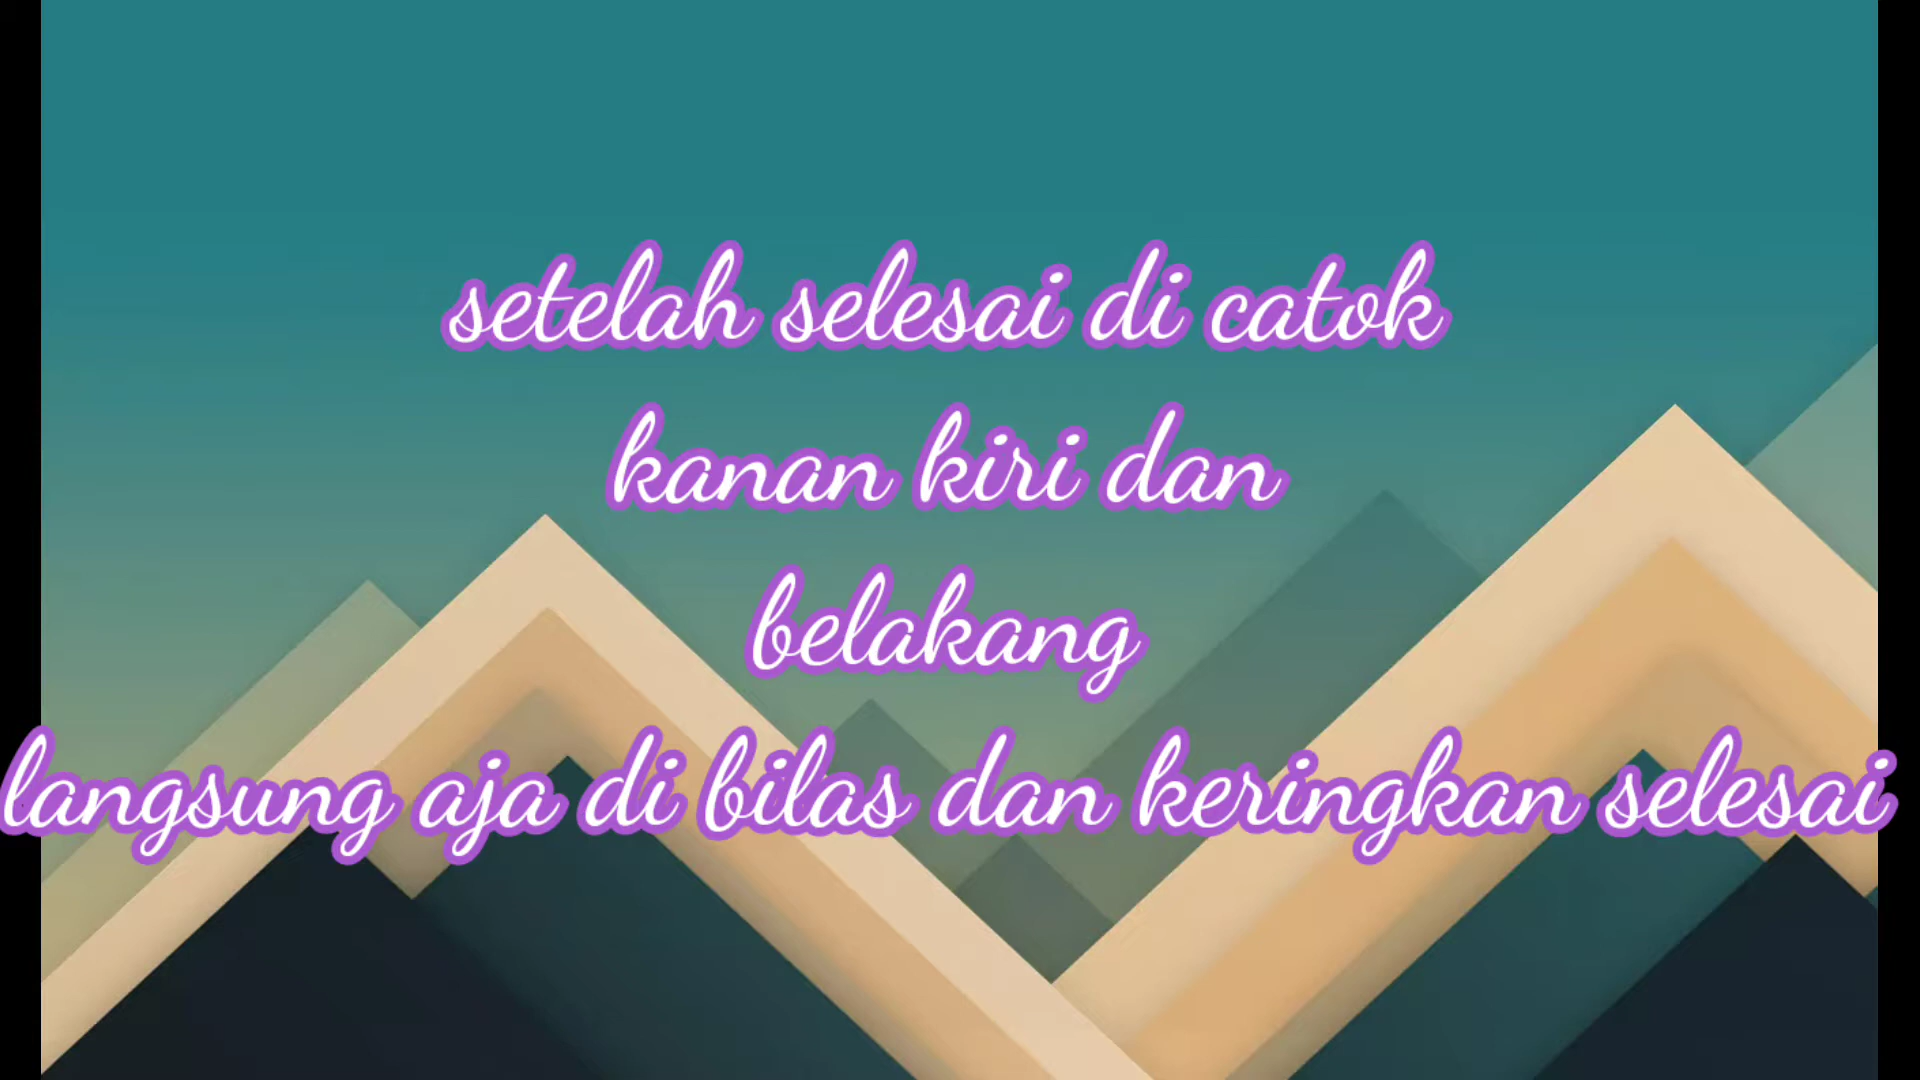 setelah selesai di catok
kanan kiri dan
belakang
langsung aja di bilas dan keringkan selesai